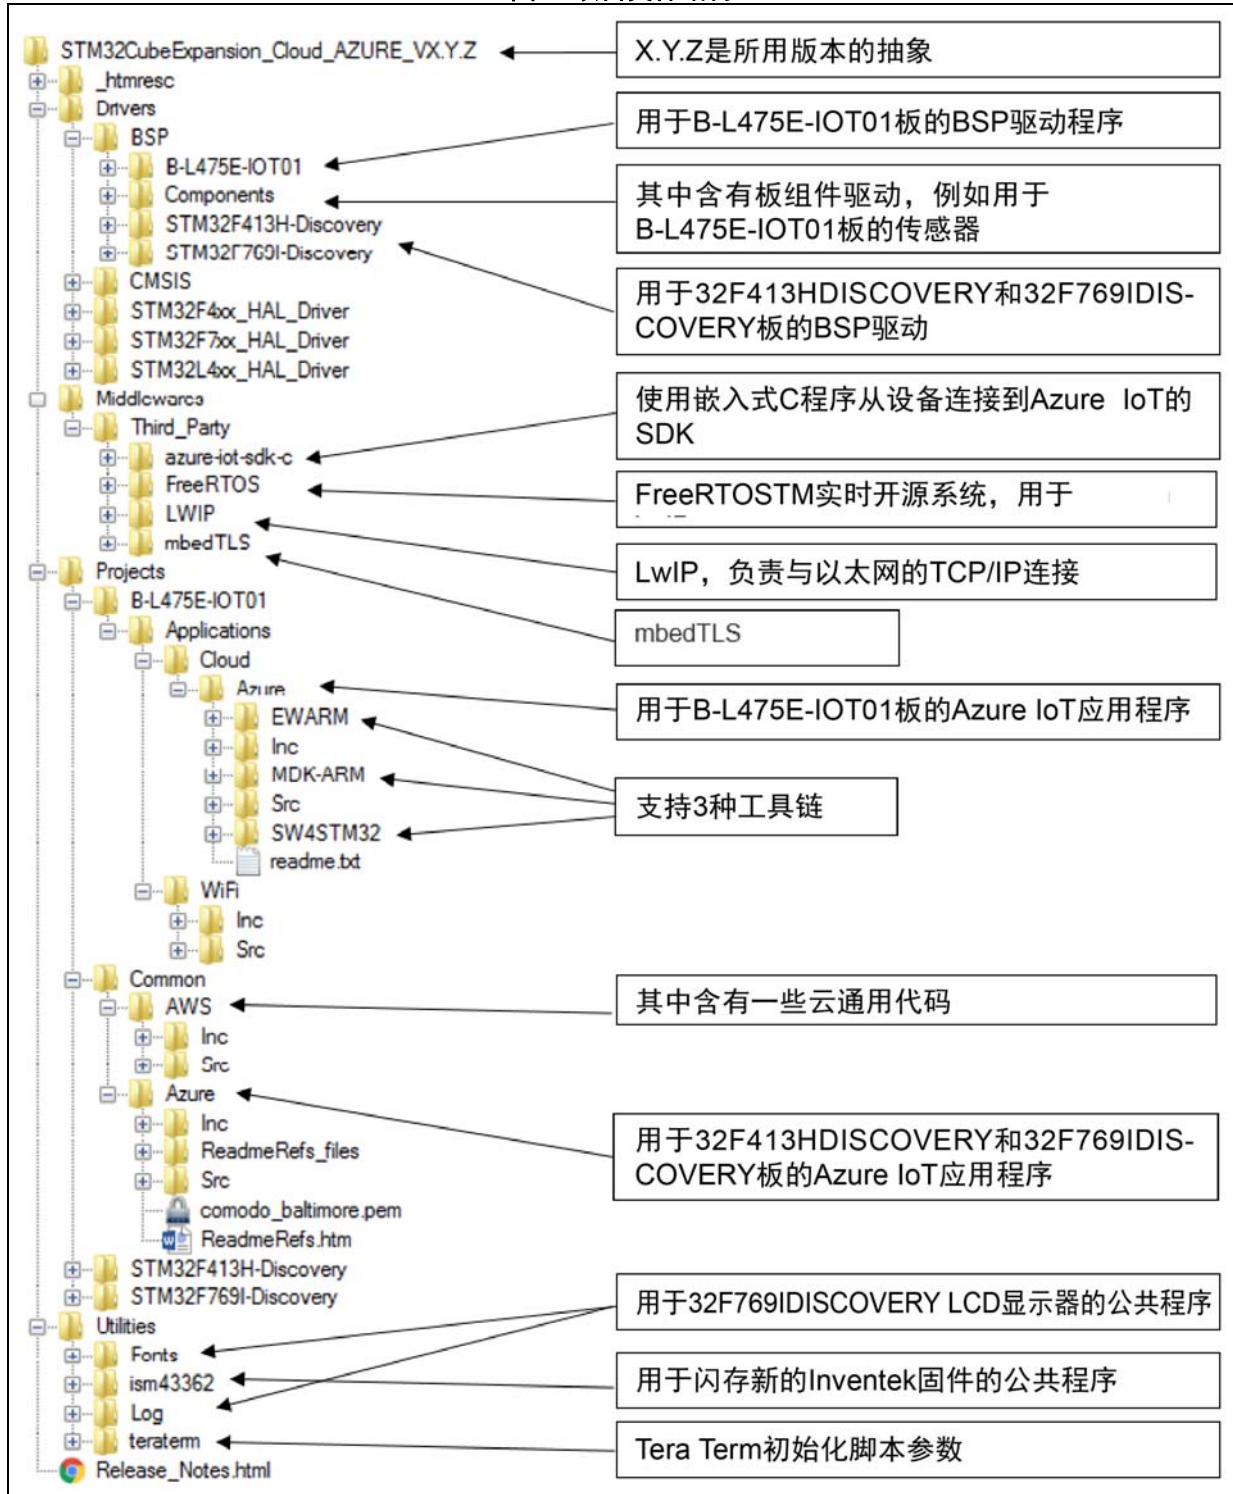 STM32CubeExpansion_Cloud_AZURE_VX.Y.Z
X.Y.Z是所用版本的抽象
_htmresc
Drivers
BSP
用于B-L475E-IOT01板的BSP驱动程序
B-L475E-IOT01
Components
其中含有板组件驱动，例如用于
B-L475E-IOT01板的传感器
STM32F413H-Discovery
STM32F769I-Discovery
用于32F413HDISCOVERY和32F769IDIS-
COVERY板的BSP驱动
CMSIS
STM32F4xx_HAL_Driver
STM32F7xx_HAL_Driver
STM32L4xx_HAL_Driver
Middlewares
使用嵌入式C程序从设备连接到Azure IoT的
SDK
Third_Party
azure-iot-sdk-c
FreeRTOS
FreeRTOSTM实时开源系统，用于
LWIP
mbedTLS
LwIP，负责与以太网的TCP/IP连接
Projects
B-L475E-IOT01
mbedTLS
Applications
Cloud
Azure
用于B-L475E-IOT01板的Azure IoT应用程序
EWARM
Inc
MDK-ARM
支持3种工具链
Src
SW4STM32
readme.txt
WiFi
Inc
Src
Common
AWS
其中含有一些云通用代码
Inc
Src
Azure
Inc
用于32F413HDISCOVERY和32F769IDIS-
COVERY板的Azure IoT应用程序
ReadmeRefs_files
Src
comodo_baltimore.pem
ReadmeRefs.htm
STM32F413H-Discovery
STM32F769I-Discovery
用于32F769IDISCOVERY LCD显示器的公共程序
Utilities
Fonts
ism43362
用于闪存新的Inventek固件的公共程序
Log
teraterm
Tera Term初始化脚本参数
Release_Notes.html